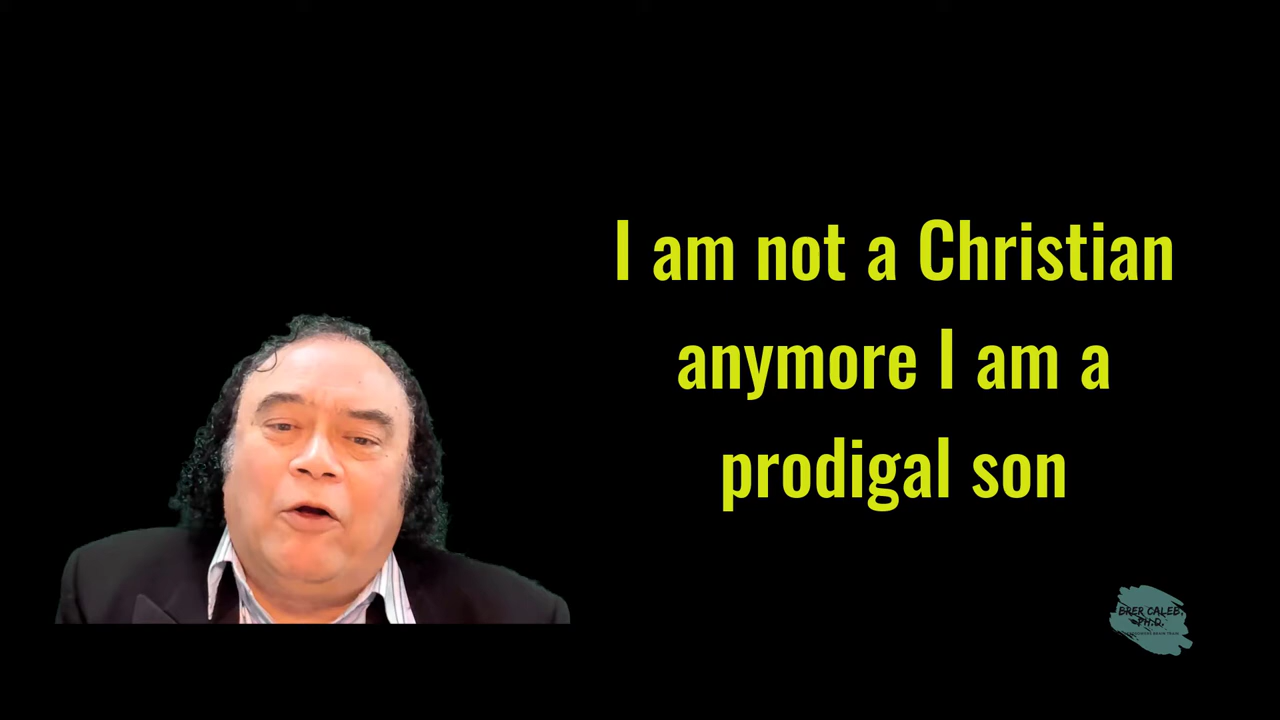 I am not a Christian
anymore I am a
prodigal son
BRER CALEB,
PH.D.